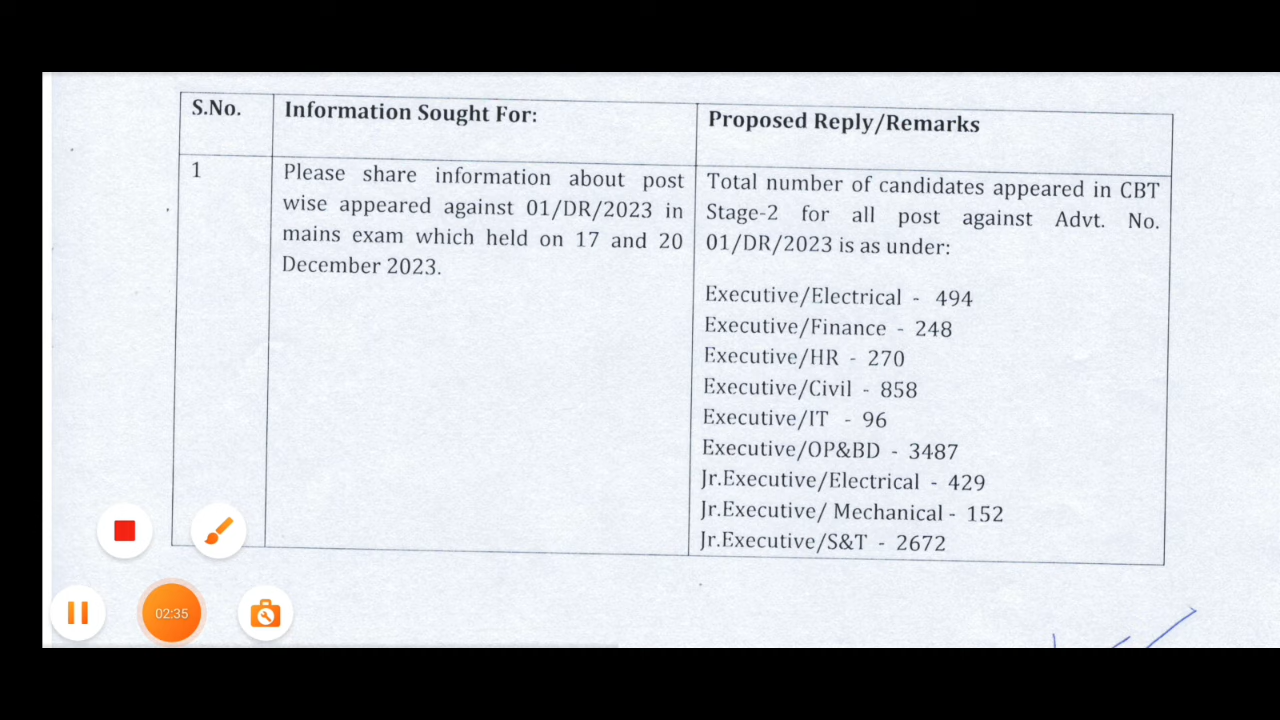 S.No.
Information Sought For:
Proposed Reply/Remarks
1
Please share information about post
wise appeared against 01/DR/2023 in
mains exam which held on 17 and 20
December 2023.
Total number of candidates appeared in CBT
Stage-2 for all post against Advt. No.
01/DR/2023 is as under:
Executive/Electrical - 494
Executive/Finance - 248
Executive/HR - 270
Executive/Civil - 858
Executive/IT - 96
Executive/OP&BD - 3487
Jr.Executive/Electrical - 429
Jr.Executive/ Mechanical - 152
Jr.Executive/S&T - 2672
02:35